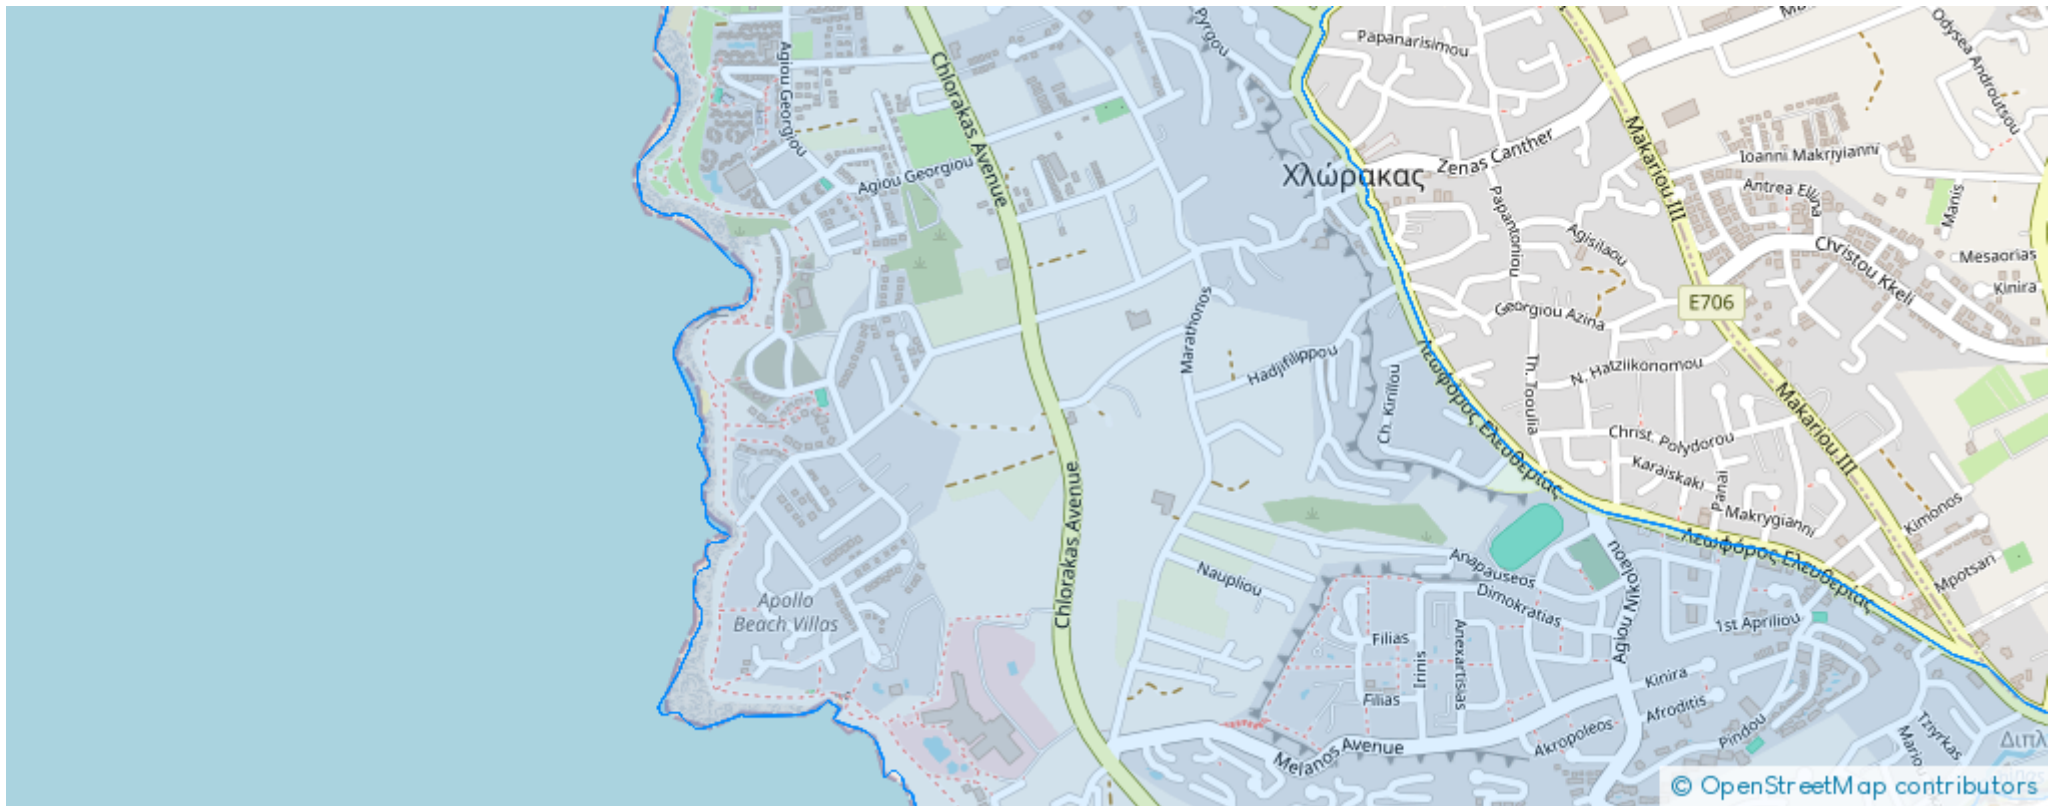 Pyrgou
Papanarisimou
Odysea Androutsou
Chlorakas Avenue
Agiou Georgiou
Zenas Canther
Makariou III
Ioanni Makriyianni
Χλώρακας
Agiou Georgiou
Antrea Ellina
Manis
Papantoniou
Agisilaou
Christou Kkeli
Mesaorias
Kinira
E706
Georgiou Azina
Marathonos
Hadjifilippou
Λεωφόρος Ελευθερίας
Th. Tooulia
N. Hatziikonomou
Ch. Kirillou
Makariou III
Christ. Polydorou
Karaiskaki
Panai
Makrygianni
Kimonos
Chlorakas Avenue
Λεωφόρος Ελευθερίας
Anapauseos
Naupliou
Mpotsari
Apollo
Beach Villas
Dimokratias
Agiou Nikolaou
1st Apriliou
Filias
Irinis
Anexartisias
Kinira
Filias
Afroditis
Akropoleos
Pindou
Melanos Avenue
Tzyrkas
Mariou
Διπλ
© OpenStreetMap contributors